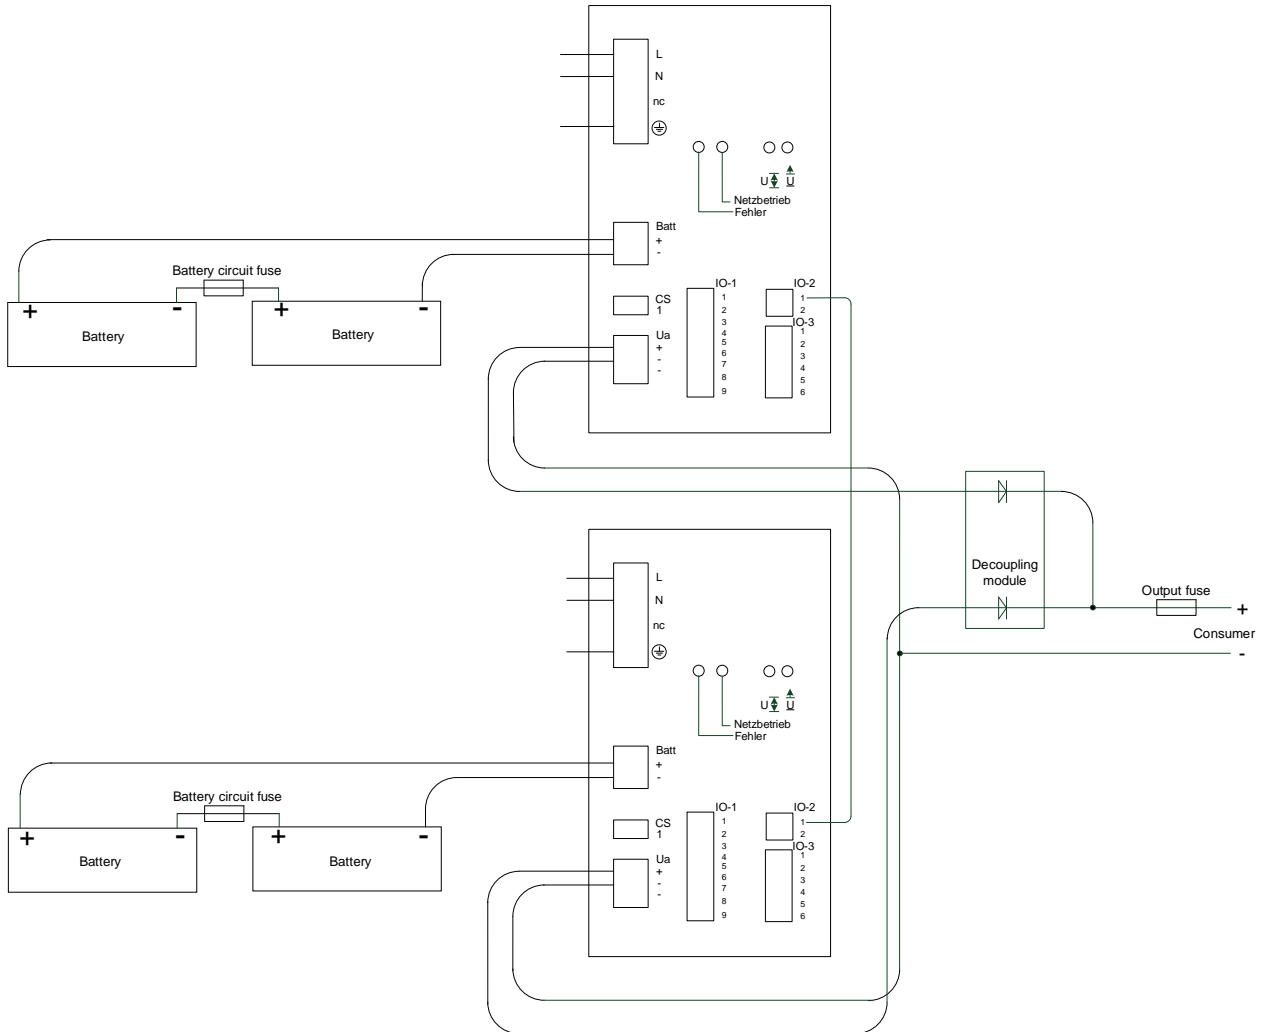 L
N
nc
U U
Netzbetrieb
Fehler
Batt
+
-
Battery circuit fuse
+ - + -
Battery Battery
CS
1
Ua
+
-
-
IO-1
1
2
3
4
5
6
7
8
9
IO-2
1
2
IO-3
1
2
3
4
5
6
Decoupling
module
Output fuse
+
Consumer
-
L
N
nc
U U
Netzbetrieb
Fehler
Batt
+
-
Battery circuit fuse
+ - + -
Battery Battery
CS
1
Ua
+
-
-
IO-1
1
2
3
4
5
6
7
8
9
IO-2
1
2
IO-3
1
2
3
4
5
6